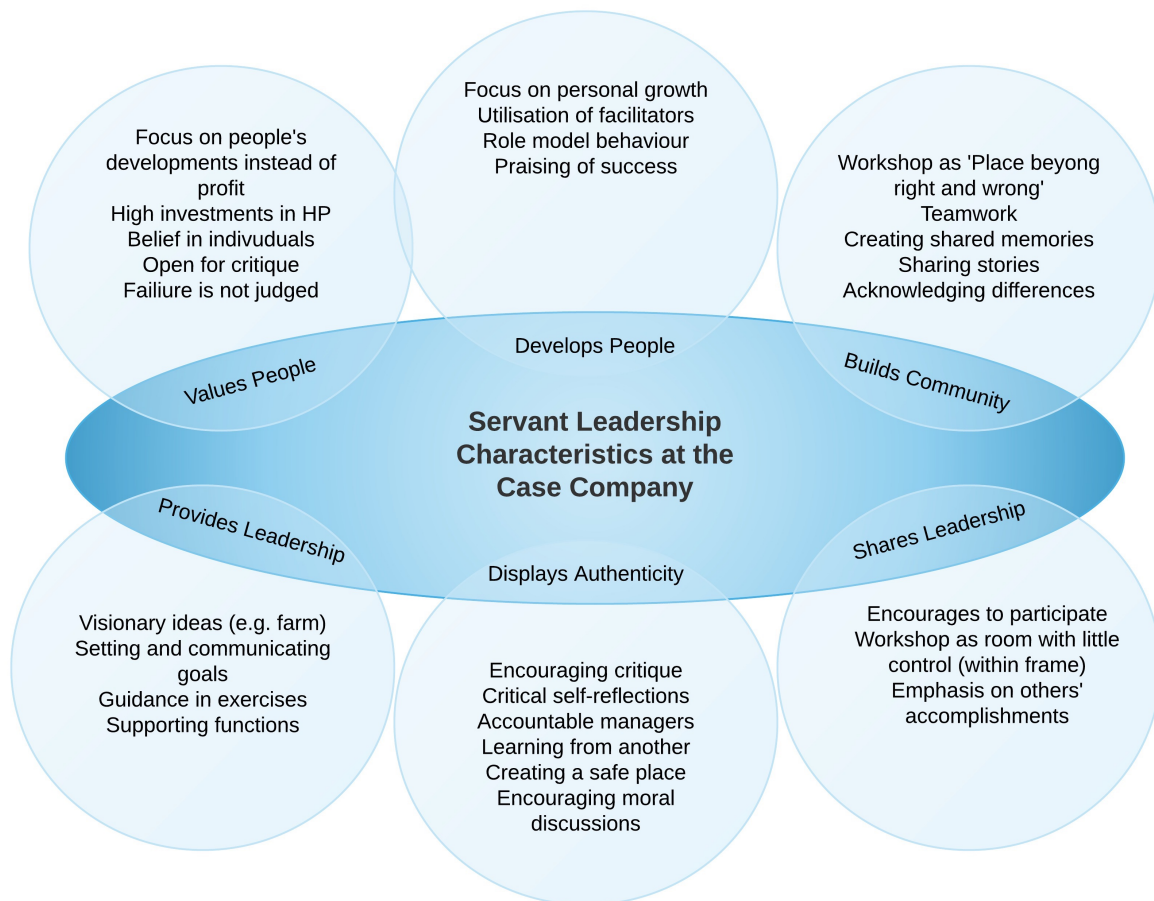 Focus on people's
developments instead of
profit
High investments in HP
Belief in indivuduals
Open for critique
Failiure is not judged
Values People
Focus on personal growth
Utilisation of facilitators
Role model behaviour
Praising of success
Develops People
Workshop as 'Place beyong
right and wrong'
Teamwork
Creating shared memories
Sharing stories
Acknowledging differences
Builds Community
Servant Leadership
Characteristics at the
Case Company
Provides Leadership
Visionary ideas (e.g. farm)
Setting and communicating
goals
Guidance in exercises
Supporting functions
Displays Authenticity
Encouraging critique
Critical self-reflections
Accountable managers
Learning from another
Creating a safe place
Encouraging moral
discussions
Shares Leadership
Encourages to participate
Workshop as room with little
control (within frame)
Emphasis on others'
accomplishments